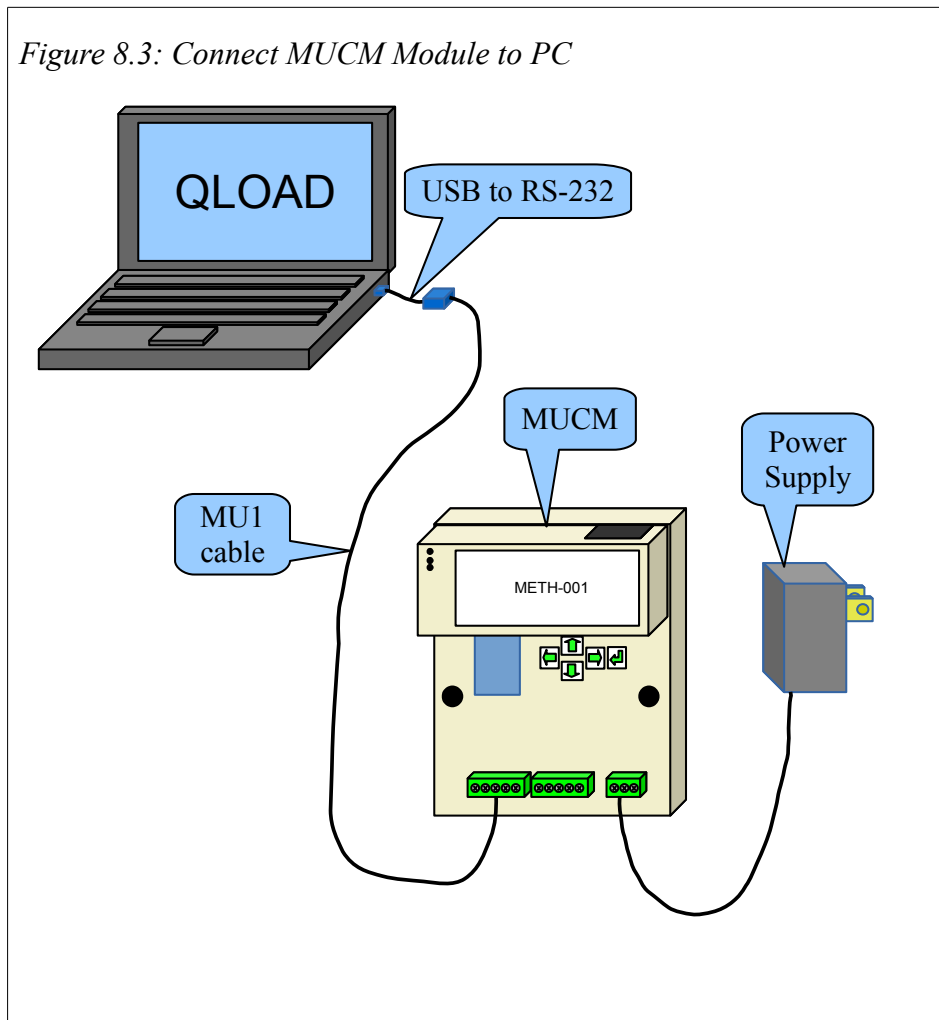 Figure 8.3: Connect MUCM Module to PC
QLOAD
USB to RS-232
MUCM
Power
Supply
MU1
cable
METH-001